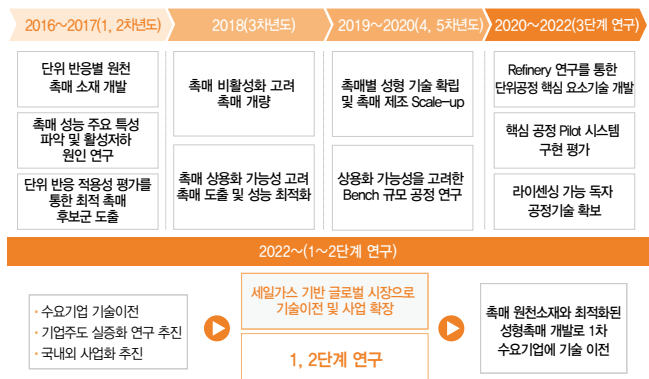 2016~2017(1, 2차년도)
2018(3차년도)
2019~2020(4, 5차년도)
2020~2022(3단계 연구)
단위 반응별 원천
촉매 소재 개발
촉매 성능 주요 특성
파악 및 활성저하
원인 연구
단위 반응 적용성 평가를
통한 최적 촉매
후보군 도출
촉매 비활성화 고려
촉매 개량
촉매 상용화 가능성 고려
촉매 도출 및 성능 최적화
촉매별 성형 기술 확립
및 촉매 제조 Scale-up
상용화 가능성을 고려한
Bench 규모 공정 연구
Refinery 연구를 통한
단위공정 핵심 요소기술 개발
핵심 공정 Pilot 시스템
구현 평가
라이센싱 가능 독자
공정기술 확보
2022~(1~2단계 연구)
· 수요기업 기술이전
· 기업주도 실증화 연구 추진
· 국내외 사업화 추진
세일가스 기반 글로벌 시장으로
기술이전 및 사업 확장
1, 2단계 연구
촉매 원천소재와 최적화된
성형촉매 개발로 1차
수요기업에 기술 이전